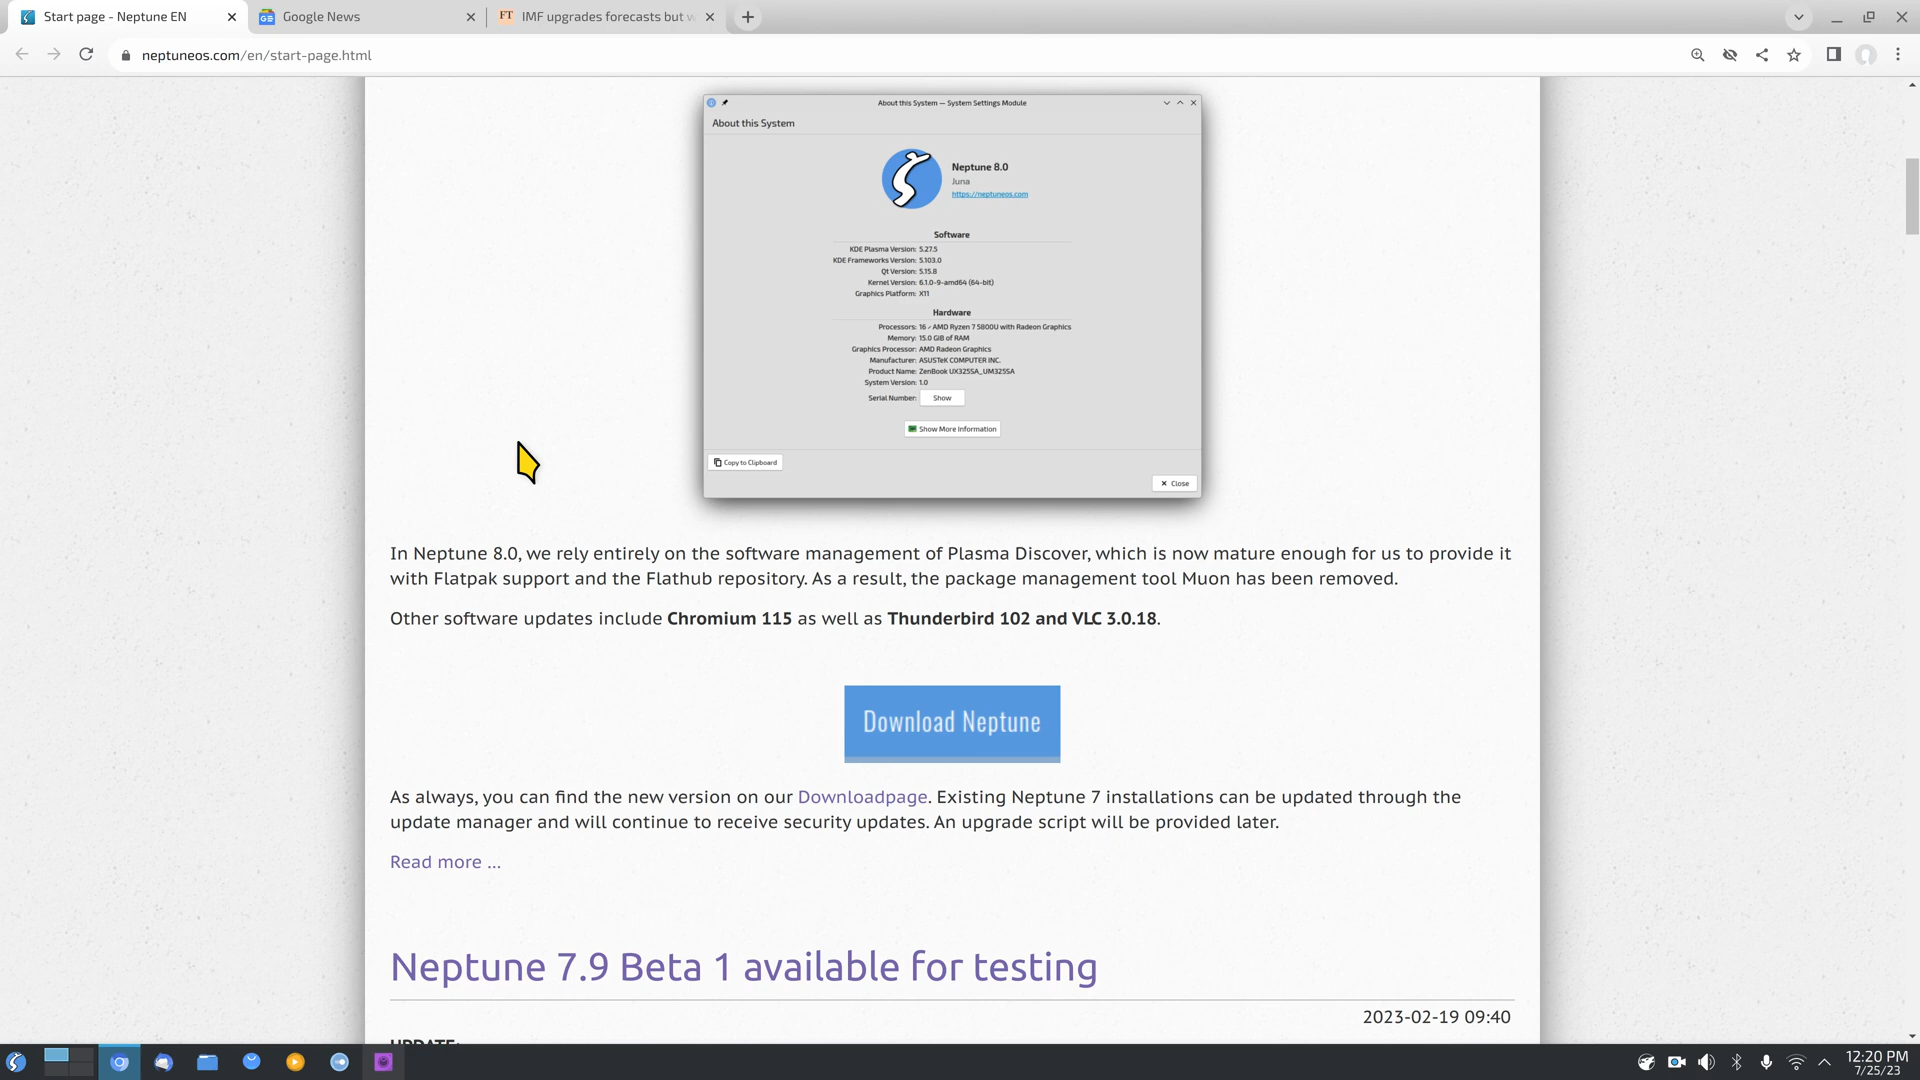 Start page - Neptune EN
Google News
FT IMF upgrades forecasts but w
neptuneos.com/en/start-page.html
About this System — System Settings Module
About this System
Neptune 8.0
Juna
https://neptuneos.com
Software
KDE Plasma Version: 5.27.5
KDE Frameworks Version: 5.103.0
Qt Version: 5.15.8
Kernel Version: 6.1.0-9-amd64 (64-bit)
Graphics Platform: X11
Hardware
Processors: 16 × AMD Ryzen 7 5800U with Radeon Graphics
Memory: 15.0 GiB of RAM
Graphics Processor: AMD Radeon Graphics
Manufacturer: ASUSTeK COMPUTER INC.
Product Name: ZenBook UX325SA_UM325SA
System Version: 1.0
Serial Number: Show
Show More Information
Copy to Clipboard
Close
In Neptune 8.0, we rely entirely on the software management of Plasma Discover, which is now mature enough for us to provide it
with Flatpak support and the Flathub repository. As a result, the package management tool Muon has been removed.
Other software updates include Chromium 115 as well as Thunderbird 102 and VLC 3.0.18.
Download Neptune
As always, you can find the new version on our Downloadpage. Existing Neptune 7 installations can be updated through the
update manager and will continue to receive security updates. An upgrade script will be provided later.
Read more ...
Neptune 7.9 Beta 1 available for testing
2023-02-19 09:40
UPDATE:
12:20 PM
7/25/23